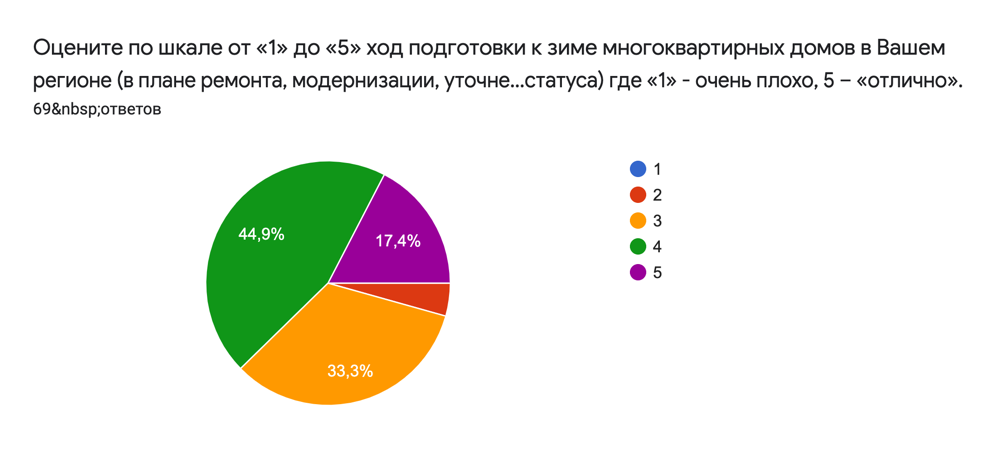 Оцените по шкале от «1» до «5» ход подготовки к зиме многоквартирных домов в Вашем
регионе (в плане ремонта, модернизации, уточне...статуса) где «1» - очень плохо, 5 – «отлично».
69&nbsp;ответов
44,9%
17,4%
33,3%
1
2
3
4
5